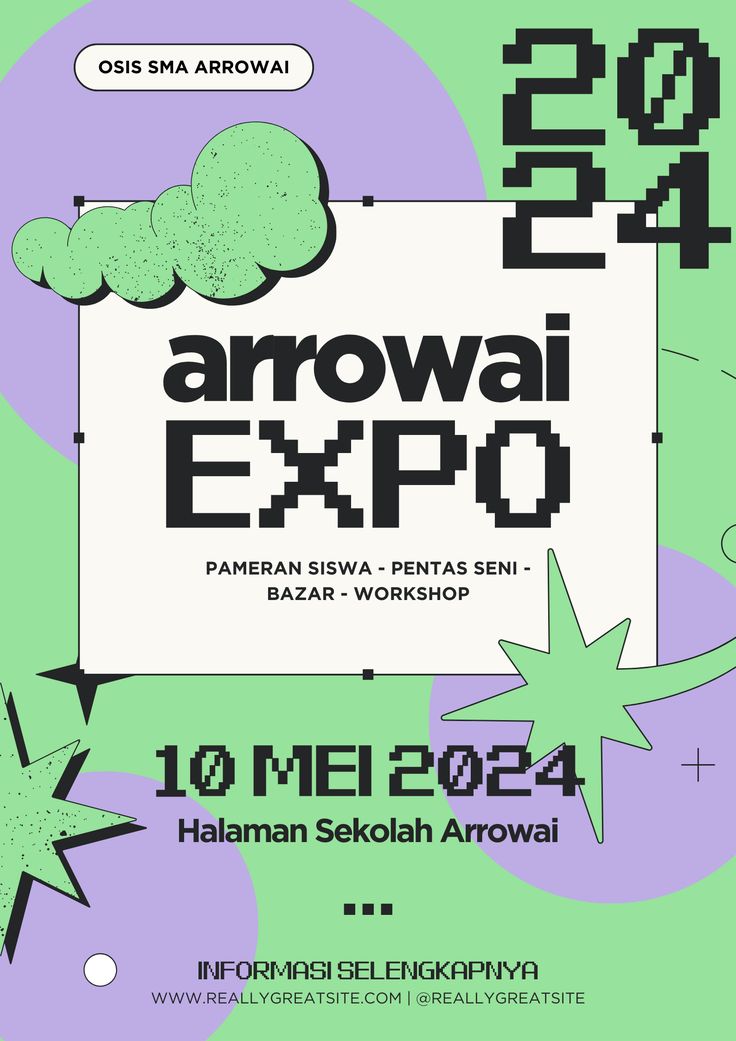 OSIS SMA ARROWAI
20
24
arrowai
EXPO
PAMERAN SISWA - PENTAS SENI -
BAZAR - WORKSHOP
10 MEI 2024
Halaman Sekolah Arrowai
INFORMASI SELENGKAPNYA
WWW.REALLYGREATSITE.COM | @REALLYGREATSITE